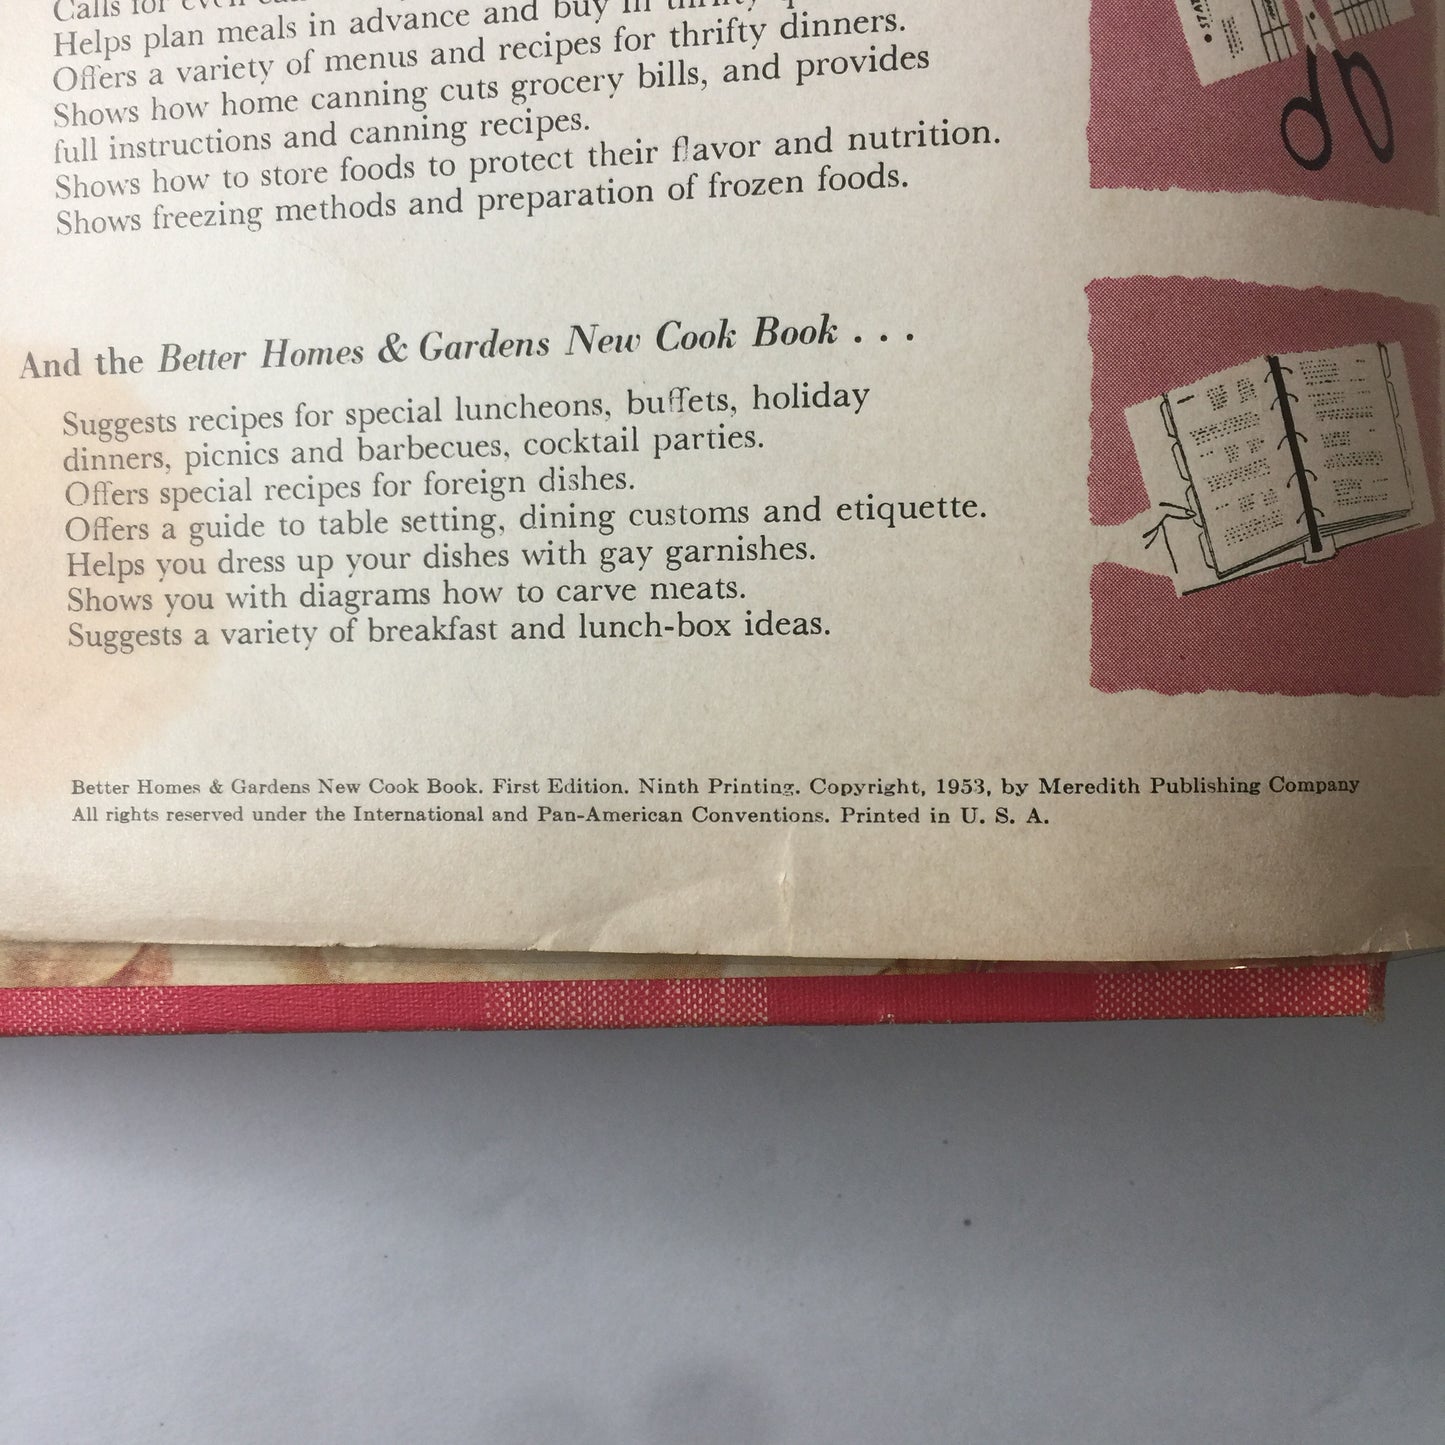 Calls for even
Helps plan meals in advance and buy in thrifty
Offers a variety of menus and recipes for thrifty dinners.
Shows how home canning cuts grocery bills, and provides
full instructions and canning recipes.
Shows how to store foods to protect their flavor and nutrition.
Shows freezing methods and preparation of frozen foods.
And the Better Homes & Gardens New Cook Book . . .
Suggests recipes for special luncheons, buffets, holiday
dinners, picnics and barbecues, cocktail parties.
Offers special recipes for foreign dishes.
Offers a guide to table setting, dining customs and etiquette.
Helps you dress up your dishes with gay garnishes.
Shows you with diagrams how to carve meats.
Suggests a variety of breakfast and lunch-box ideas.
Better Homes & Gardens New Cook Book. First Edition. Ninth Printing. Copyright, 1953, by Meredith Publishing Company
All rights reserved under the International and Pan-American Conventions. Printed in U. S. A.